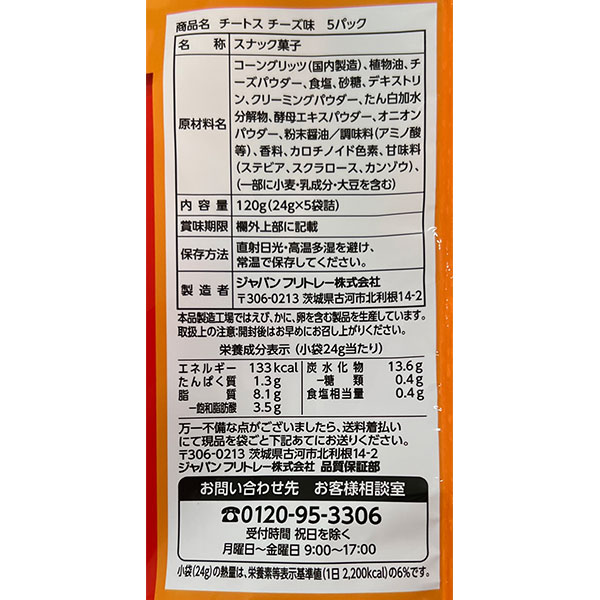 商品名 チートス チーズ味 5パック
名称 スナック菓子
原材料名
コーングリッツ(国内製造)、植物油、チ
ーズパウダー、食塩、砂糖、デキストリ
ン、クリーミングパウダー、たん白加水
分解物、酵母エキスパウダー、オニオン
パウダー、粉末醤油／調味料(アミノ酸
等)、香料、カロチノイド色素、甘味料
(ステビア、スクラロース、カンゾウ)、
(一部に小麦・乳成分・大豆を含む)
内容量 120g(24g×5袋詰)
賞味期限 欄外上部に記載
保存方法
直射日光・高温多湿を避け、
常温で保存してください。
製造者
ジャパン フリトレー株式会社
〒306-0213 茨城県古河市北利根14-2
本品製造工場ではえび、かに、卵を含む製品を生産しています。
取扱上の注意:開封後はお早めにお召し上がりください。
栄養成分表示 (小袋24g当たり)
エネルギー 133kcal 炭水化物 13.6g
たんぱく質 1.3g -糖類 0.4g
脂質 8.1g 食塩相当量 0.4g
-飽和脂肪酸 3.5g
万一不備な点がございましたら、送料着払い
にて現品を袋ごと下記あてにお送りください。
〒306-0213 茨城県古河市北利根14-2
ジャパン フリトレー株式会社 品質保証部
お問い合わせ先 お客様相談室
☎0120-95-3306
受付時間 祝日を除く
月曜日～金曜日 9:00～17:00
小袋(24g)の熱量は、栄養素等表示基準値(1日 2,200kcal)の6%です。